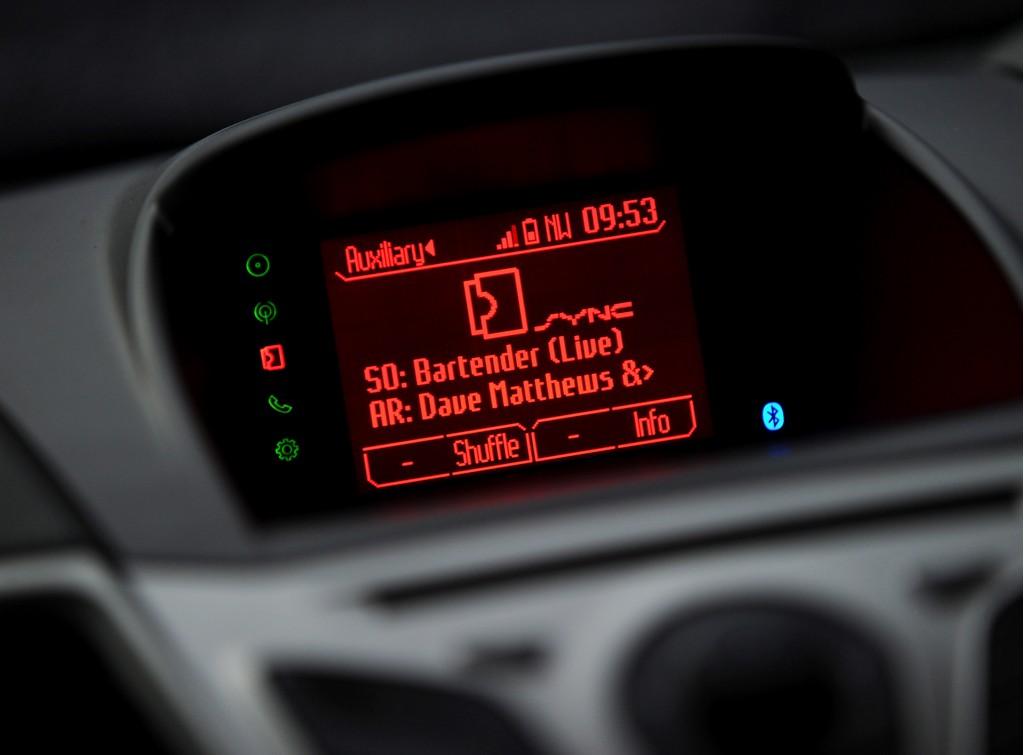 Auxiliary NW 09:53
SYNC
SO: Bartender (Live)
AR: Dave Matthews &>
- Shuffle - Info